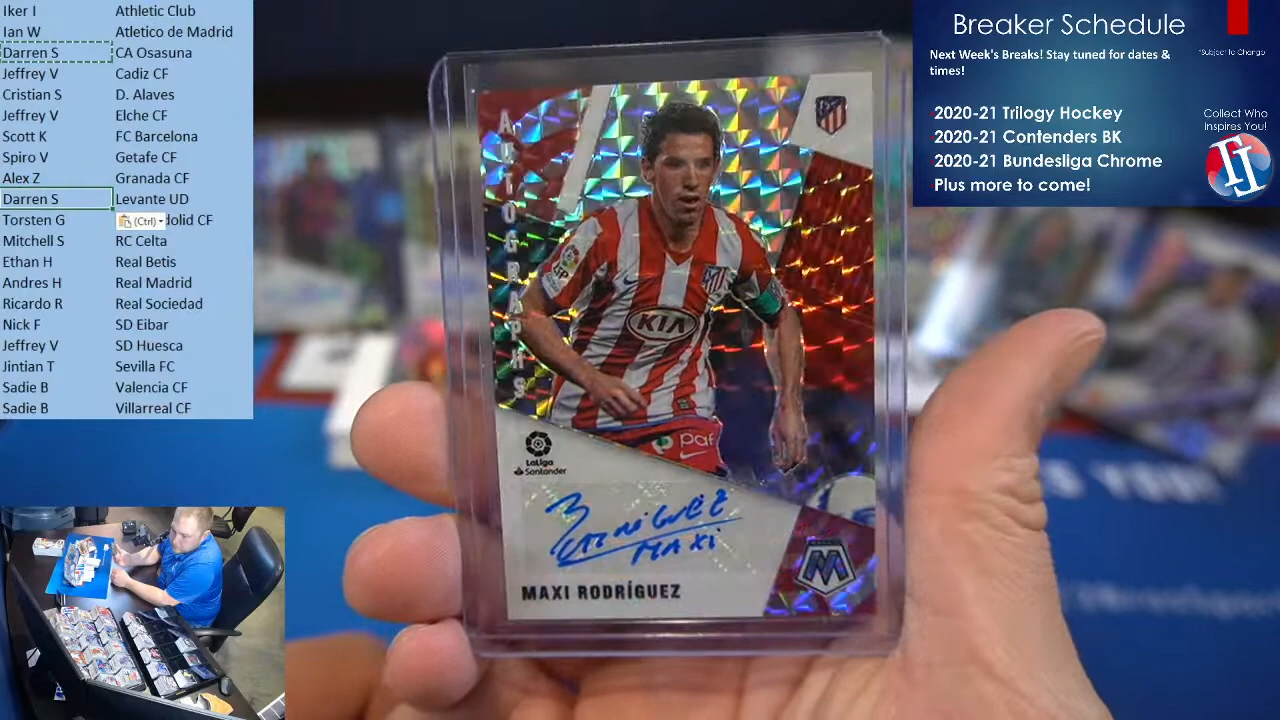 Iker I Athletic Club
Ian W Atletico de Madrid
Darren S CA Osasuna
Jeffrey V Cadiz CF
Cristian S D. Alaves
Jeffrey V Elche CF
Scott K FC Barcelona
Spiro V Getafe CF
Alex Z Granada CF
Darren S Levante UD
Torsten G (Ctrl) dolid CF
Mitchell S RC Celta
Ethan H Real Betis
Andres H Real Madrid
Ricardo R Real Sociedad
Nick F SD Eibar
Jeffrey V SD Huesca
Jintian T Sevilla FC
Sadie B Valencia CF
Sadie B Villarreal CF
Breaker Schedule
Next Week's Breaks! Stay tuned for dates &
times!
*Subject to Change
2020-21 Trilogy Hockey
2020-21 Contenders BK
2020-21 Bundesliga Chrome
Plus more to come!
Collect Who
Inspires You!
AUTOGRAPHS
KIA
paf
LaLiga
Santander
Rodriguez
Maxi
MAXI RODRÍGUEZ
M